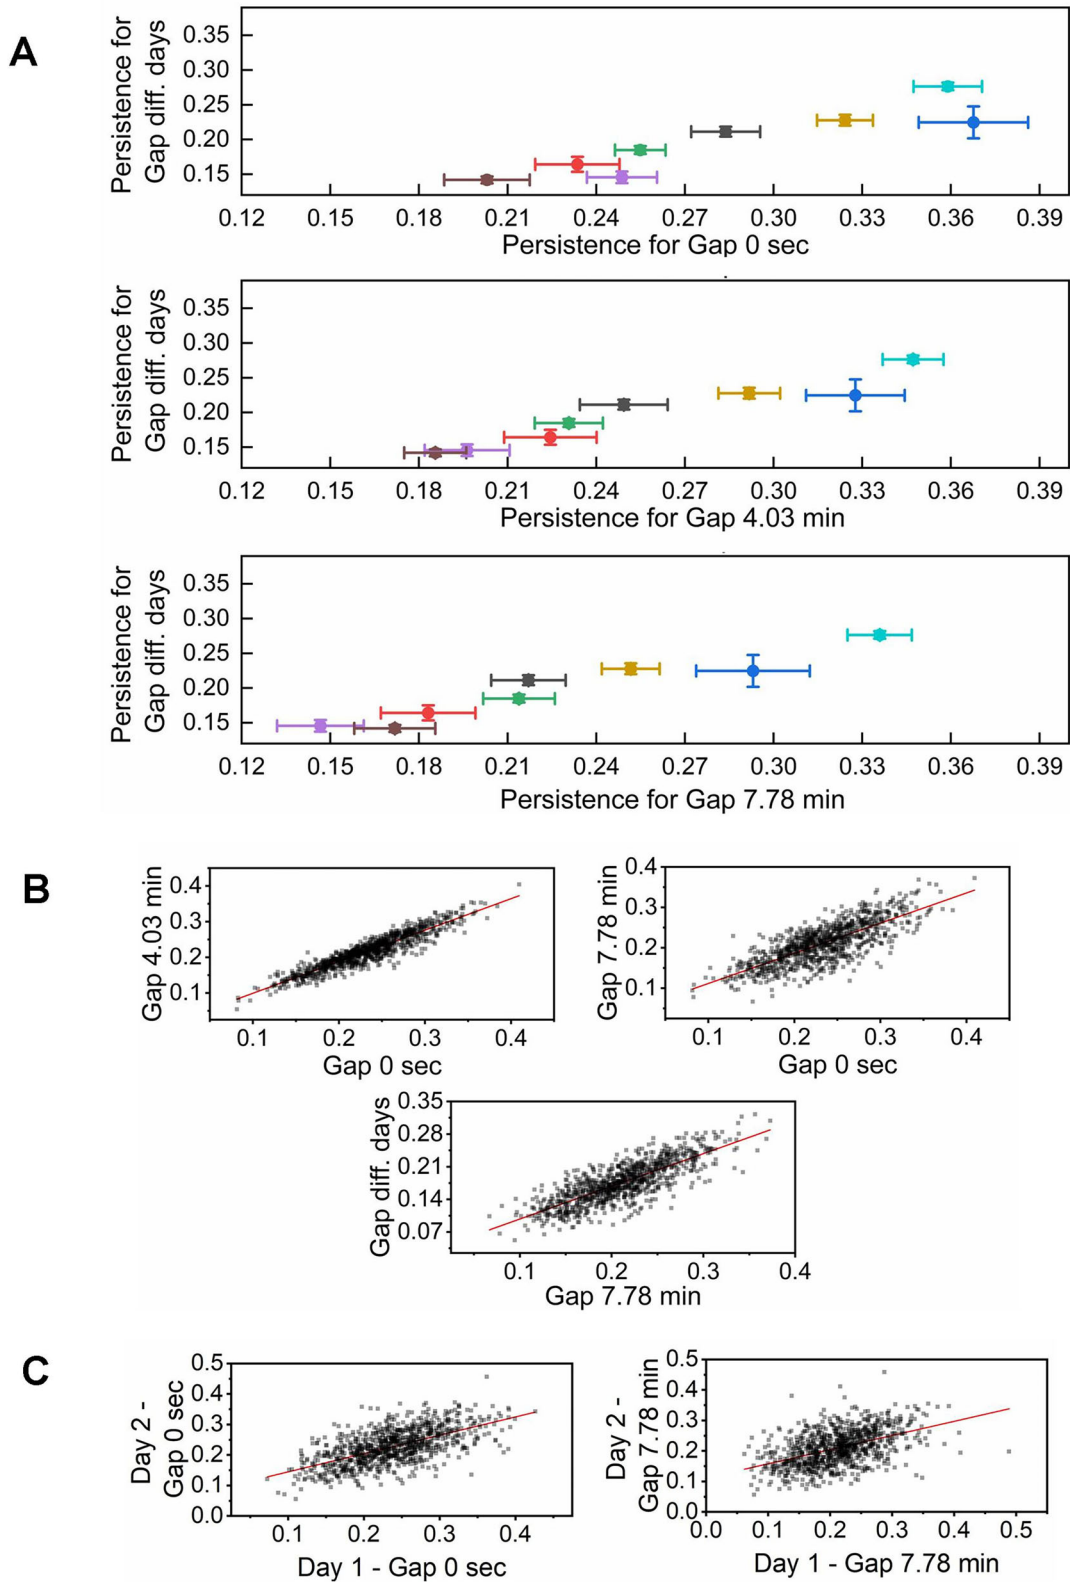 A
Persistence for
Gap diff. days
0.35
0.30
0.25
0.20
0.15
0.12 0.15 0.18 0.21 0.24 0.27 0.30 0.33 0.36 0.39
Persistence for Gap 0 sec
Persistence for
Gap diff. days
0.35
0.30
0.25
0.20
0.15
0.12 0.15 0.18 0.21 0.24 0.27 0.30 0.33 0.36 0.39
Persistence for Gap 4.03 min
Persistence for
Gap diff. days
0.35
0.30
0.25
0.20
0.15
0.12 0.15 0.18 0.21 0.24 0.27 0.30 0.33 0.36 0.39
Persistence for Gap 7.78 min
B
Gap 4.03 min
0.4
0.3
0.2
0.1
0.1 0.2 0.3 0.4
Gap 0 sec
Gap 7.78 min
0.4
0.3
0.2
0.1
0.1 0.2 0.3 0.4
Gap 0 sec
Gap diff. days
0.35
0.28
0.21
0.14
0.07
0.1 0.2 0.3 0.4
Gap 7.78 min
C
Day 2 -
Gap 0 sec
0.5
0.4
0.3
0.2
0.1
0.0
0.1 0.2 0.3 0.4
Day 1 - Gap 0 sec
Day 2 -
Gap 7.78 min
0.5
0.4
0.3
0.2
0.1
0.0
0.0 0.1 0.2 0.3 0.4 0.5
Day 1 - Gap 7.78 min